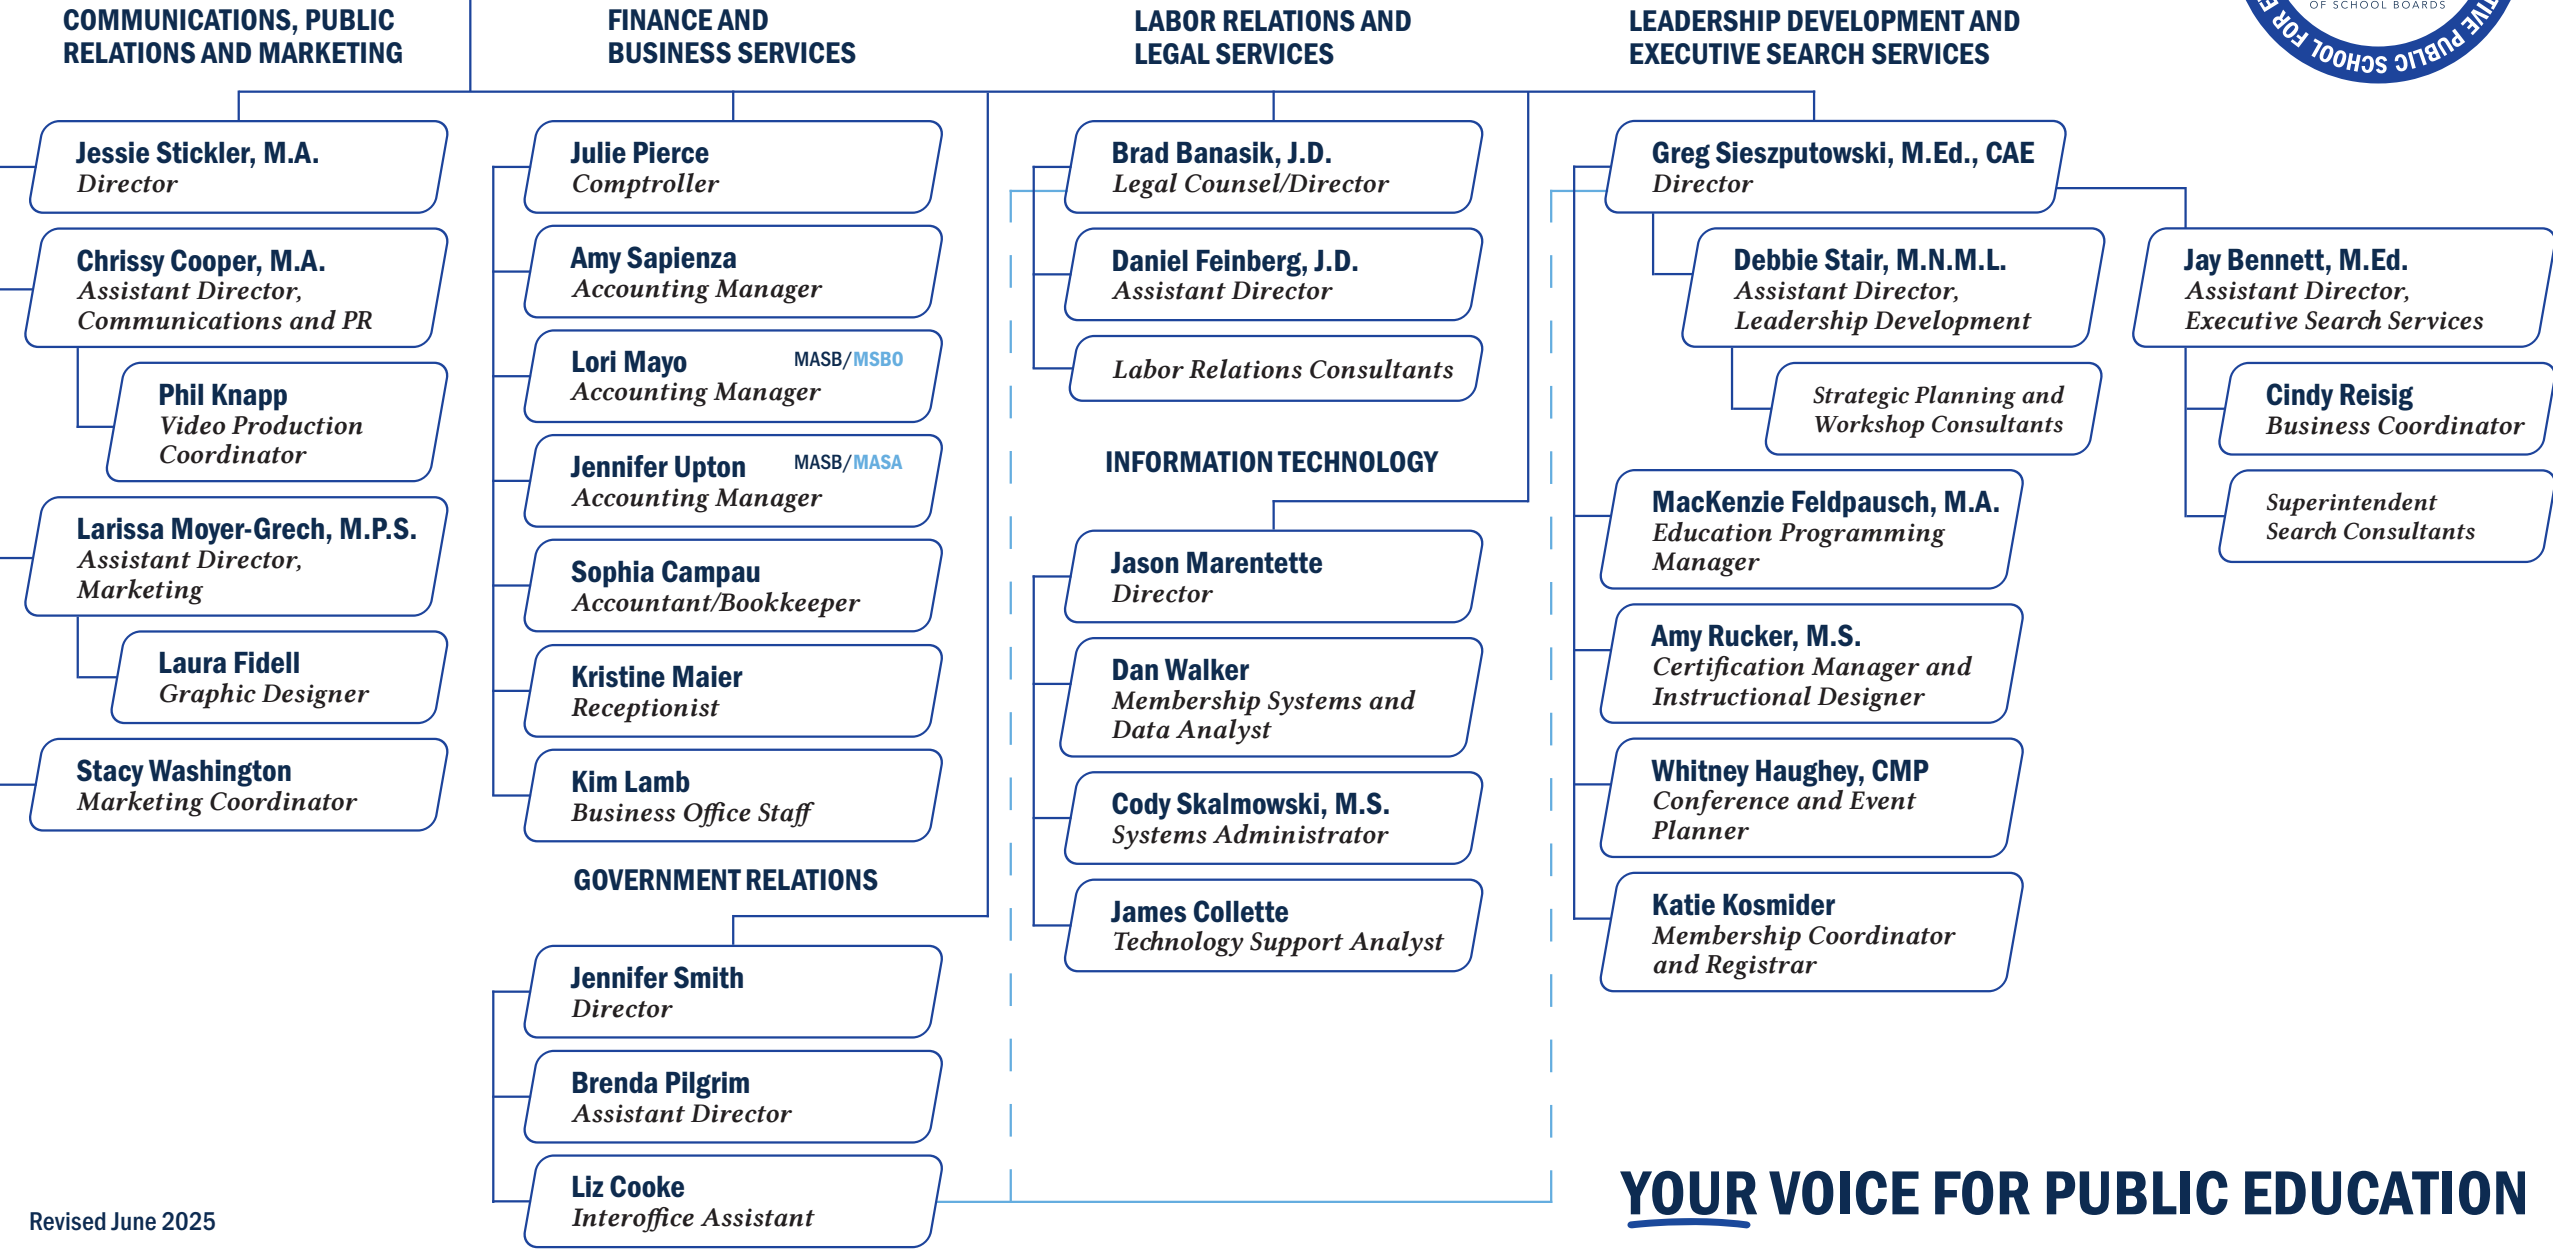 OF SCHOOL BOARDS
PUBLIC SCHOOL FOR
COMMUNICATIONS, PUBLIC
RELATIONS AND MARKETING
Jessie Stickler, M.A.
Director
Chrissy Cooper, M.A.
Assistant Director,
Communications and PR
Phil Knapp
Video Production
Coordinator
Larissa Moyer-Grech, M.P.S.
Assistant Director,
Marketing
Laura Fidell
Graphic Designer
Stacy Washington
Marketing Coordinator
FINANCE AND
BUSINESS SERVICES
Julie Pierce
Comptroller
Amy Sapienza
Accounting Manager
Lori Mayo MASB/MSBO
Accounting Manager
Jennifer Upton MASB/MASA
Accounting Manager
Sophia Campau
Accountant/Bookkeeper
Kristine Maier
Receptionist
Kim Lamb
Business Office Staff
GOVERNMENT RELATIONS
Jennifer Smith
Director
Brenda Pilgrim
Assistant Director
Liz Cooke
Interoffice Assistant
LABOR RELATIONS AND
LEGAL SERVICES
Brad Banasik, J.D.
Legal Counsel/Director
Daniel Feinberg, J.D.
Assistant Director
Labor Relations Consultants
INFORMATION TECHNOLOGY
Jason Marentette
Director
Dan Walker
Membership Systems and
Data Analyst
Cody Skalmowski, M.S.
Systems Administrator
James Collette
Technology Support Analyst
LEADERSHIP DEVELOPMENT AND
EXECUTIVE SEARCH SERVICES
Greg Sieszputowski, M.Ed., CAE
Director
Debbie Stair, M.N.M.L.
Assistant Director,
Leadership Development
Strategic Planning and
Workshop Consultants
MacKenzie Feldpausch, M.A.
Education Programming
Manager
Amy Rucker, M.S.
Certification Manager and
Instructional Designer
Whitney Haughey, CMP
Conference and Event
Planner
Katie Kosmider
Membership Coordinator
and Registrar
Jay Bennett, M.Ed.
Assistant Director,
Executive Search Services
Cindy Reisig
Business Coordinator
Superintendent
Search Consultants
Revised June 2025
YOUR VOICE FOR PUBLIC EDUCATION